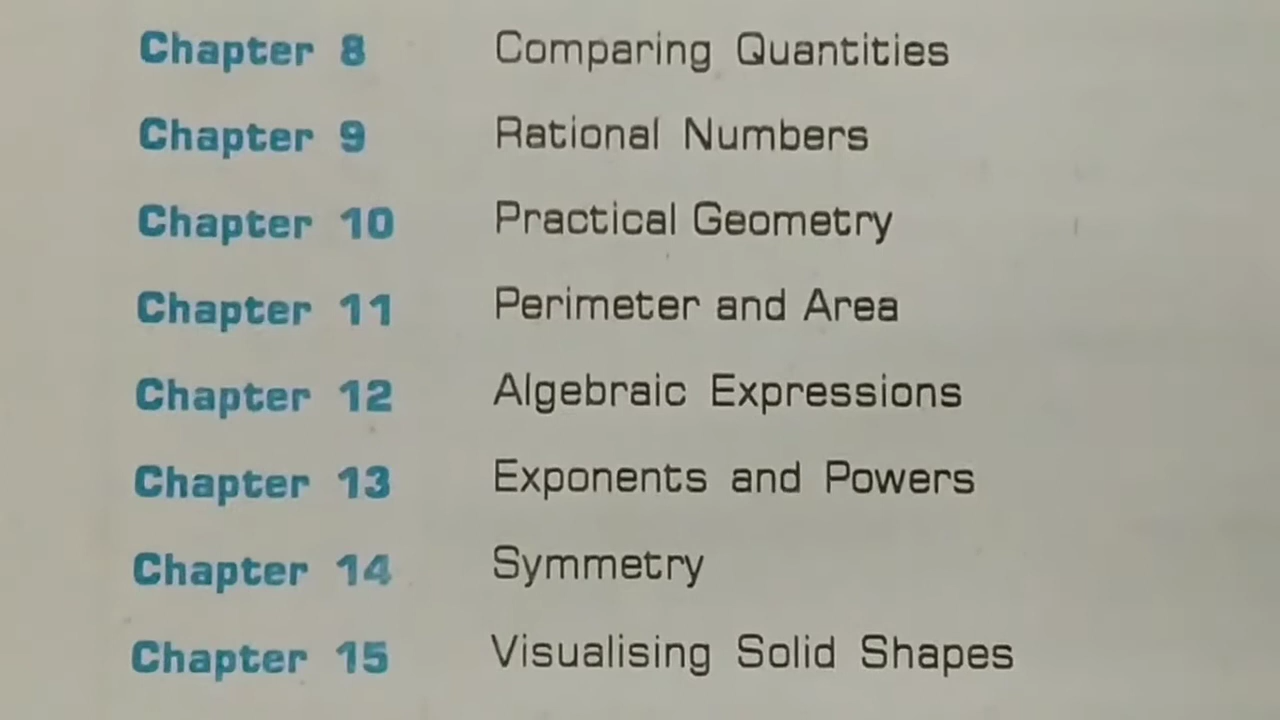 Chapter 8 Comparing Quantities
Chapter 9 Rational Numbers
Chapter 10 Practical Geometry
Chapter 11 Perimeter and Area
Chapter 12 Algebraic Expressions
Chapter 13 Exponents and Powers
Chapter 14 Symmetry
Chapter 15 Visualising Solid Shapes